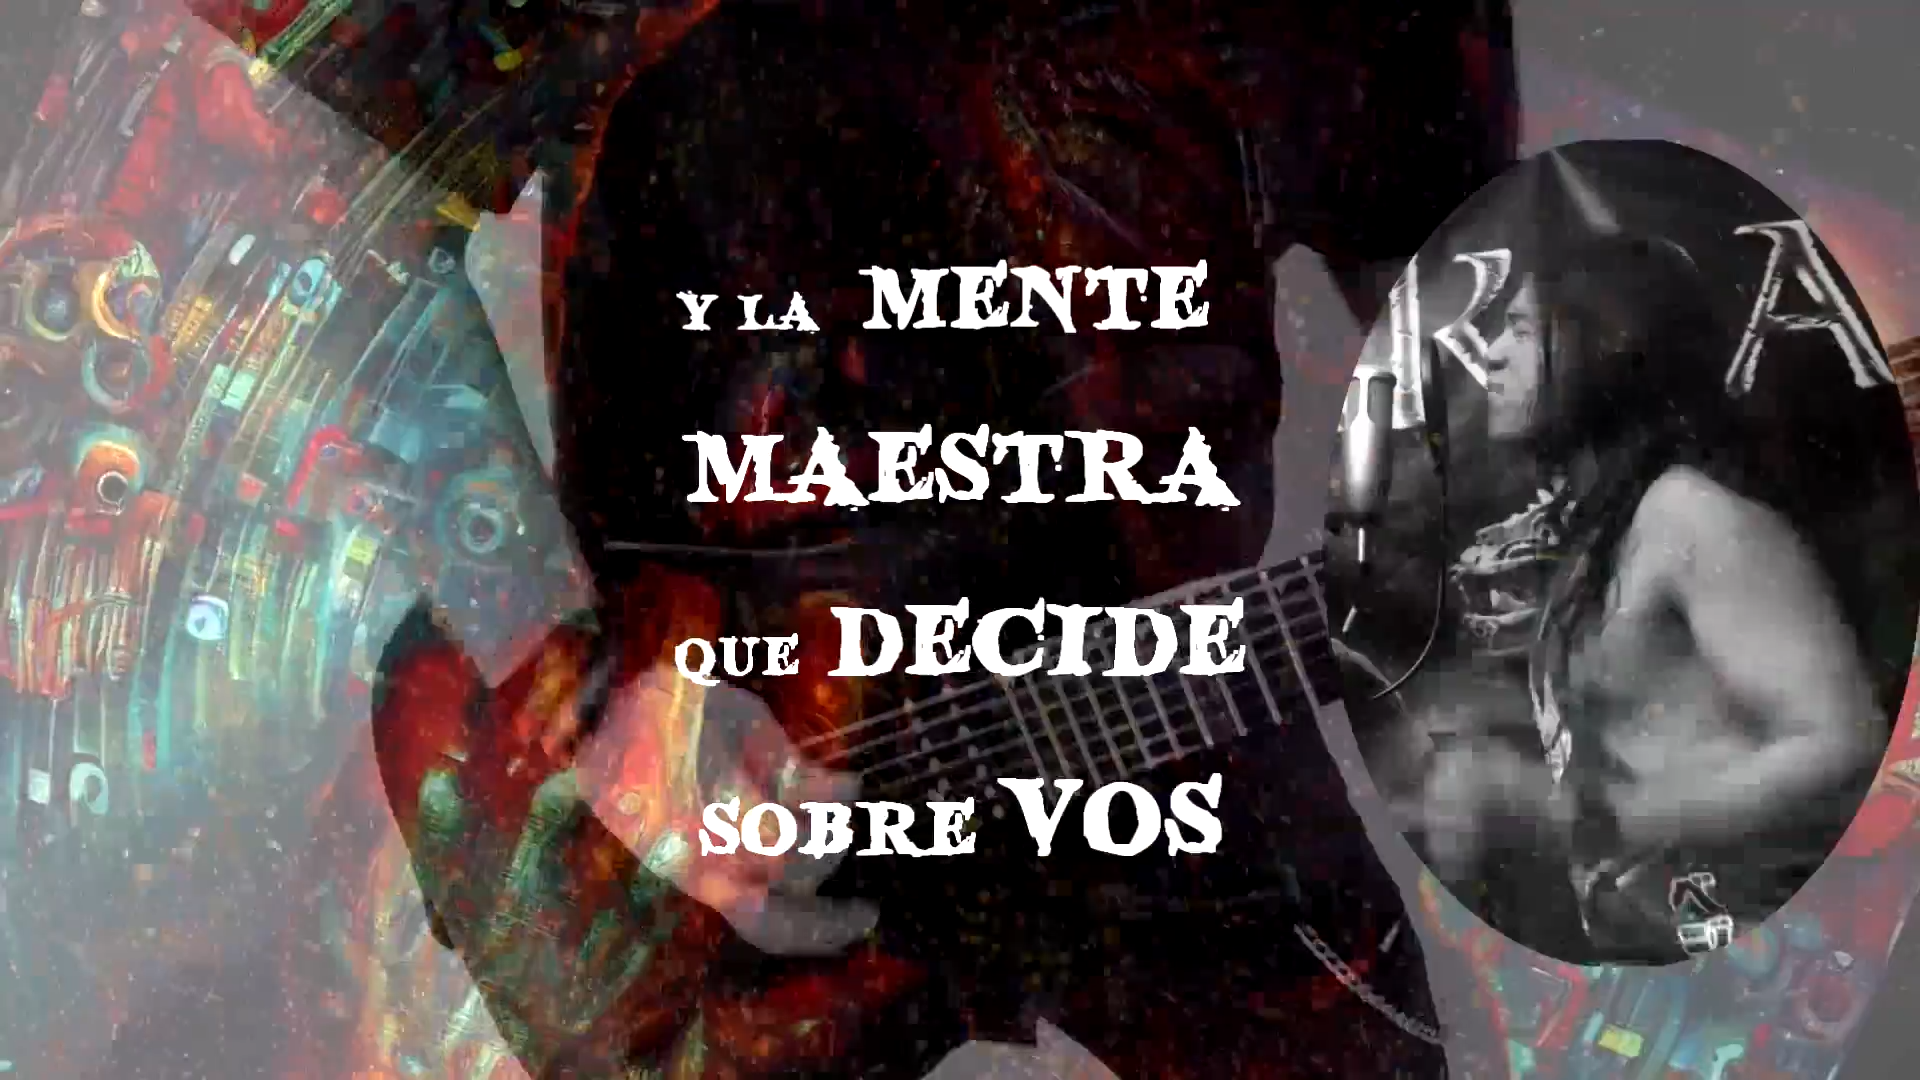 Y LA MENTE
MAESTRA
QUE DECIDE
SOBRE VOS
R A